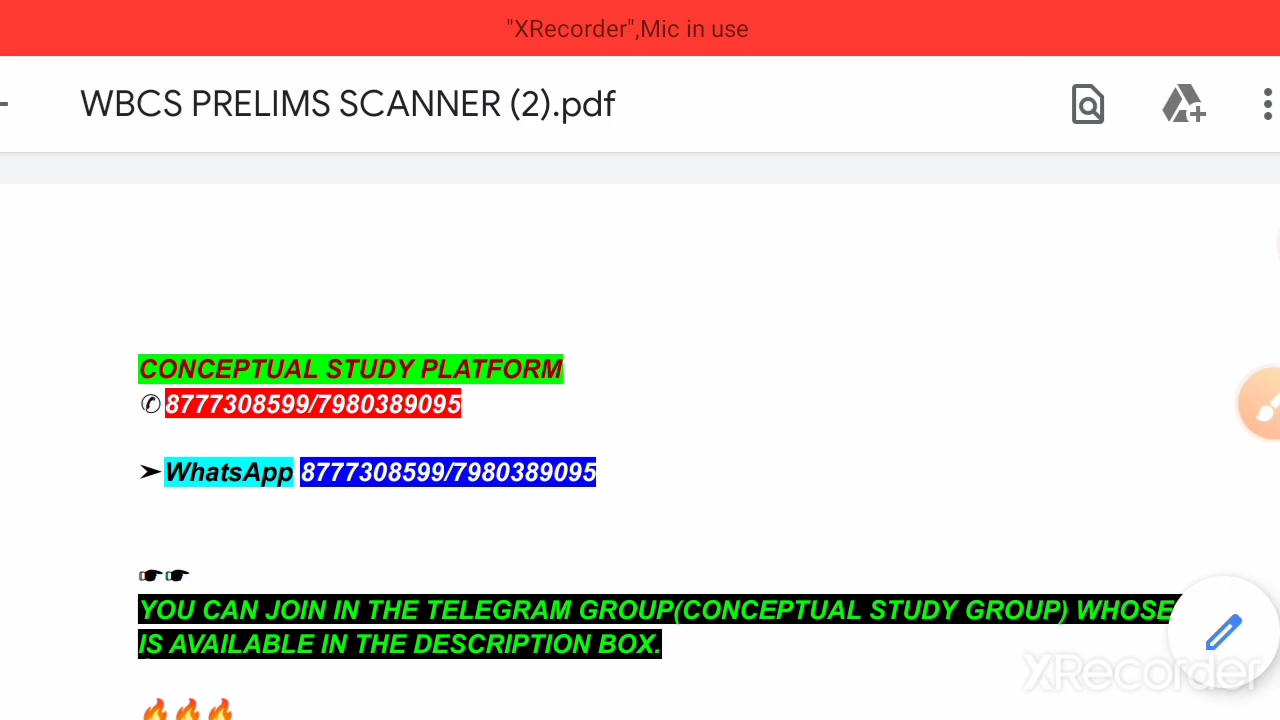 "XRecorder",Mic in use
WBCS PRELIMS SCANNER (2).pdf
CONCEPTUAL STUDY PLATFORM
✆8777308599/7980389095
➢WhatsApp 8777308599/7980389095
☛☛
YOU CAN JOIN IN THE TELEGRAM GROUP(CONCEPTUAL STUDY GROUP) WHOSE
IS AVAILABLE IN THE DESCRIPTION BOX.
🔥🔥🔥
XRecorder